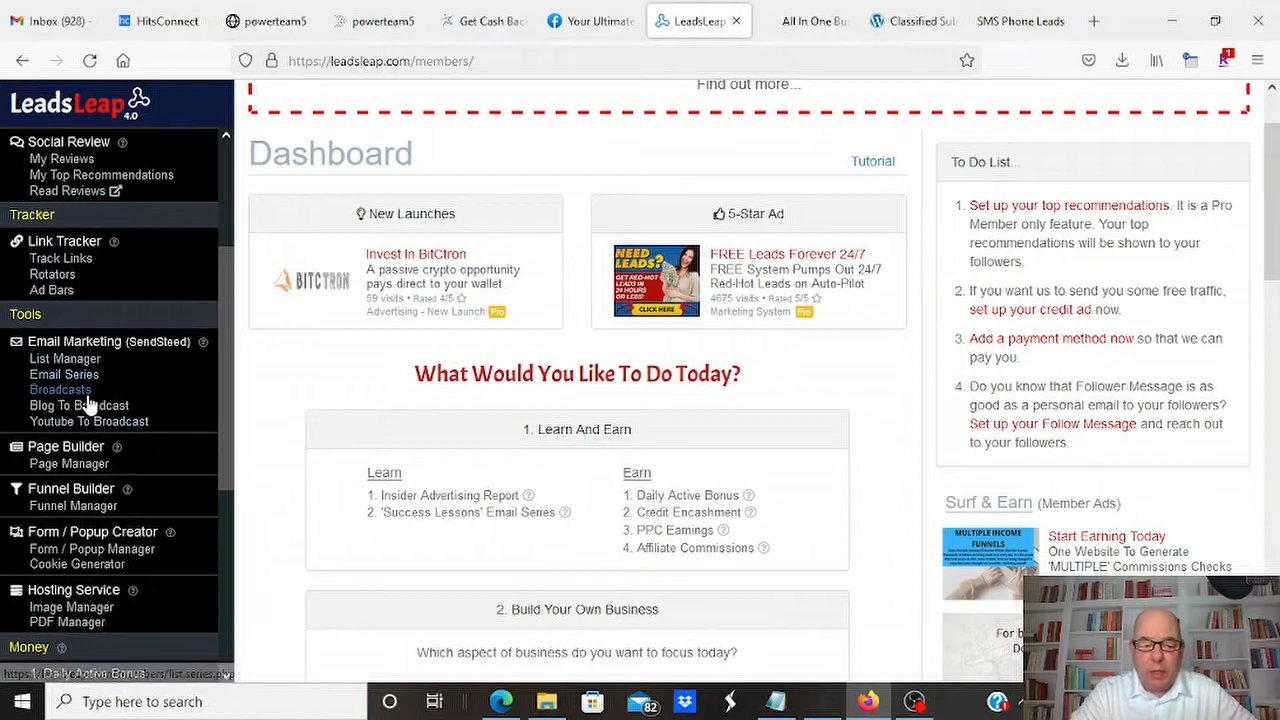 Inbox (928) -
HitsConnect
powerteam5
powerteam5
Get Cash Bac
Your Ultimate
LeadsLeap
All In One Bu
Classified Sul
SMS Phone Leads
https://leadsleap.com/members/
1
LeadsLeap
4.0
Social Review
My Reviews
My Top Recommendations
Read Reviews
Tracker
Link Tracker
Track Links
Rotators
Ad Bars
Tools
Email Marketing (SendSteed)
List Manager
Email Series
Broadcasts
Blog To Broadcast
Youtube To Broadcast
Page Builder
Page Manager
Funnel Builder
Funnel Manager
Form / Popup Creator
Form / Popup Manager
Cookie Generator
Hosting Service
Image Manager
PDF Manager
Money
Find out more...
Dashboard
Tutorial
New Launches
Invest In BitCtron
A passive crypto opportunity
pays direct to your wallet
59 visits • Rated 4/5
Advertising - New Launch Pro
BITCTRON
5-Star Ad
NEED
LEADS?
GET RED-HOT
LEADS IN
24 HOURS
OR LESS!
CLICK HERE
FREE Leads Forever 24/7
FREE System Pumps Out 24/7
Red-Hot Leads on Auto-Pilot
4675 visits • Rated 5/5
Marketing System Pro
What Would You Like To Do Today?
1. Learn And Earn
Learn
1. Insider Advertising Report
2. 'Success Lessons' Email Series
Earn
1. Daily Active Bonus
2. Credit Encashment
3. PPC Earnings
4. Affiliate Commissions
2. Build Your Own Business
Which aspect of business do you want to focus today?
To Do List...
1. Set up your top recommendations. It is a Pro
Member only feature. Your top
recommendations will be shown to your
followers.
2. If you want us to send you some free traffic,
set up your credit ad now.
3. Add a payment method now so that we can
pay you.
4. Do you know that Follower Message is as
good as a personal email to your followers?
Set up your Follow Message and reach out
to your followers.
Surf & Earn (Member Ads)
MULTIPLE INCOME
FUNNELS
Start Earning Today
One Website To Generate
'MULTIPLE' Commissions Checks
For b
Type here to search
82